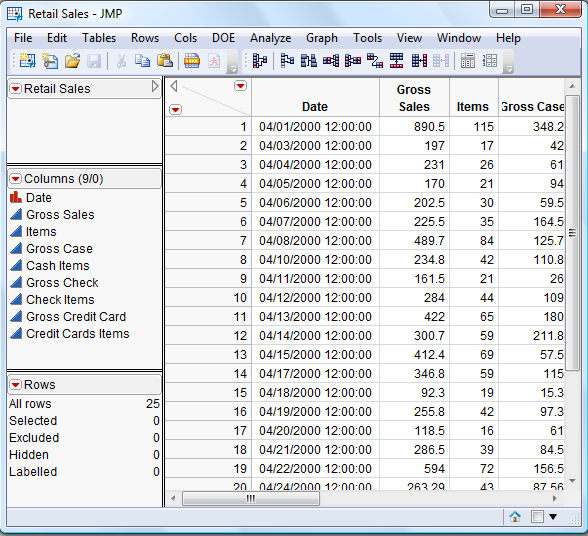 Retail Sales - JMP
File Edit Tables Rows Cols DOE Analyze Graph Tools View Window Help
Retail Sales
Columns (9/0)
Date
Gross Sales
Items
Gross Case
Cash Items
Gross Check
Check Items
Gross Credit Card
Credit Cards Items
Rows
All rows 25
Selected 0
Excluded 0
Hidden 0
Labelled 0
Date Gross Sales Items Gross Case
1 04/01/2000 12:00:00 890.5 115 348.2
2 04/03/2000 12:00:00 197 17 42
3 04/04/2000 12:00:00 231 26 61
4 04/05/2000 12:00:00 170 21 94
5 04/06/2000 12:00:00 202.5 30 59.5
6 04/07/2000 12:00:00 225.5 35 164.5
7 04/08/2000 12:00:00 489.7 84 125.7
8 04/10/2000 12:00:00 234.8 42 110.8
9 04/11/2000 12:00:00 161.5 21 26
10 04/12/2000 12:00:00 284 44 109
11 04/13/2000 12:00:00 422 65 180
12 04/14/2000 12:00:00 300.7 59 211.8
13 04/15/2000 12:00:00 412.4 69 57.5
14 04/17/2000 12:00:00 346.8 59 115
15 04/18/2000 12:00:00 92.3 19 15.3
16 04/19/2000 12:00:00 255.8 42 97.3
17 04/20/2000 12:00:00 118.5 16 61
18 04/21/2000 12:00:00 286.5 39 84.5
19 04/22/2000 12:00:00 594 72 156.5
20 04/24/2000 12:00:00 263.29 43 87.56